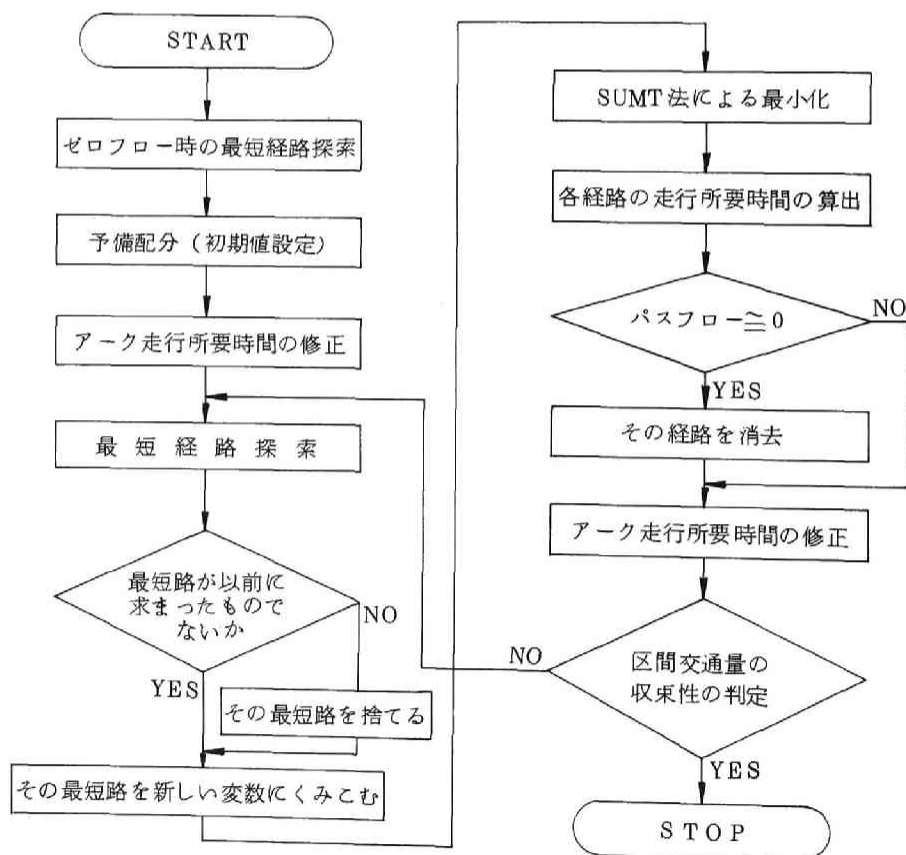 START
ゼロフロー時の最短経路探索
予備配分(初期値設定)
アーク走行所要時間の修正
最短経路探索
最短路が以前に
求まったもので
ないか
NO
YES
その最短路を捨てる
その最短路を新しい変数にくみこむ
SUMT法による最小化
各経路の走行所要時間の算出
パスフロー≧0
NO
YES
その経路を消去
アーク走行所要時間の修正
区間交通量の
収束性の判定
NO
YES
STOP